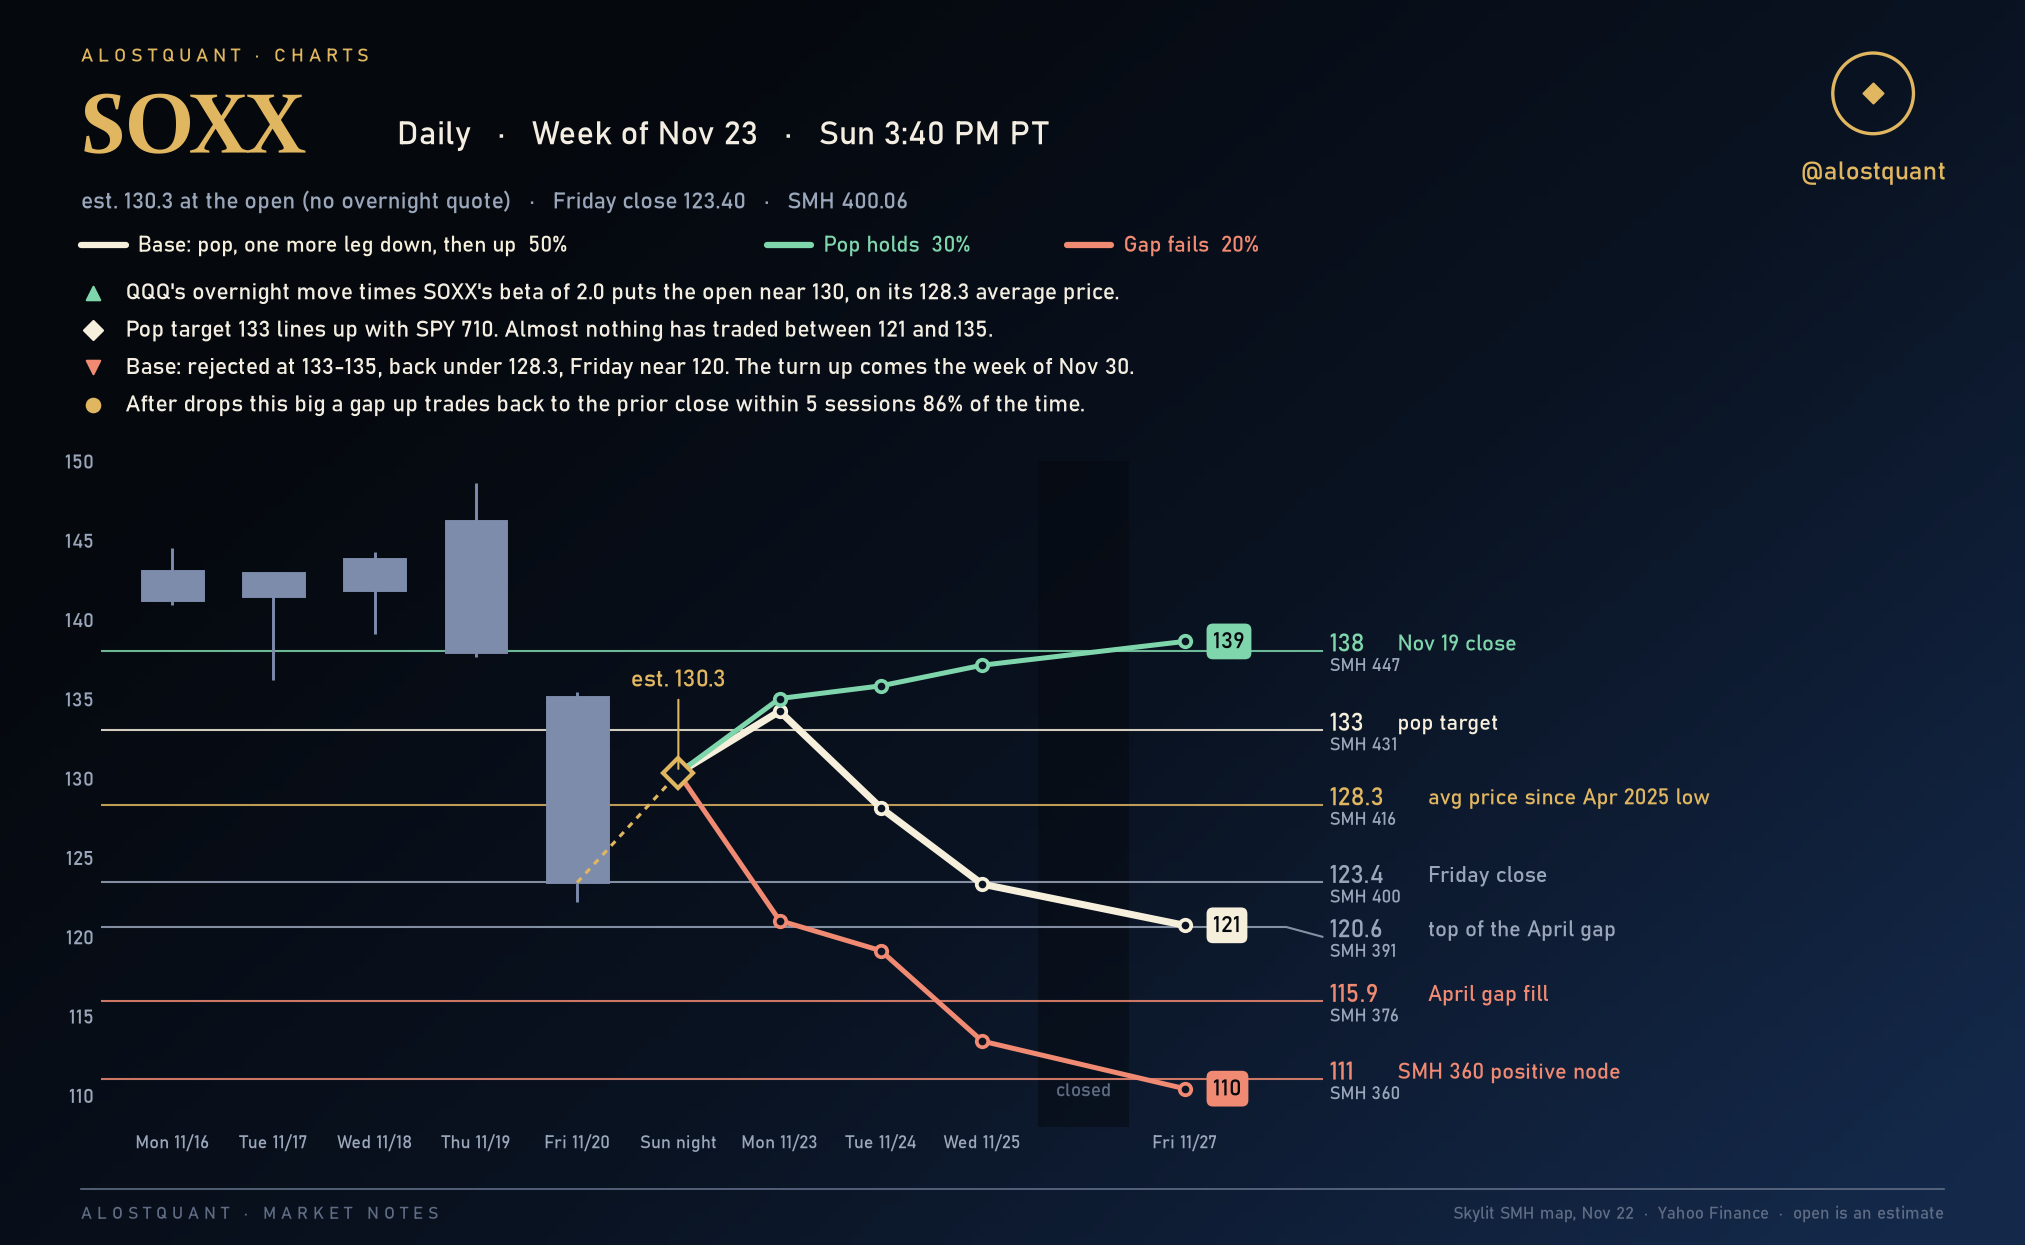 ALOSTQUANT · CHARTS
SOXX Daily · Week of Nov 23 · Sun 3:40 PM PT
@alostquant
est. 130.3 at the open (no overnight quote) · Friday close 123.40 · SMH 400.06
Base: pop, one more leg down, then up 50% Pop holds 30% Gap fails 20%
QQQ's overnight move times SOXX's beta of 2.0 puts the open near 130, on its 128.3 average price.
Pop target 133 lines up with SPY 710. Almost nothing has traded between 121 and 135.
Base: rejected at 133-135, back under 128.3, Friday near 120. The turn up comes the week of Nov 30.
After drops this big a gap up trades back to the prior close within 5 sessions 86% of the time.
150
145
140
135
130
125
120
115
110
est. 130.3
139
121
110
closed
138 Nov 19 close
SMH 447
133 pop target
SMH 431
128.3 avg price since Apr 2025 low
SMH 416
123.4 Friday close
SMH 400
120.6 top of the April gap
SMH 391
115.9 April gap fill
SMH 376
111 SMH 360 positive node
SMH 360
Mon 11/16 Tue 11/17 Wed 11/18 Thu 11/19 Fri 11/20 Sun night Mon 11/23 Tue 11/24 Wed 11/25 Fri 11/27
ALOSTQUANT · MARKET NOTES
Skylit SMH map, Nov 22 · Yahoo Finance · open is an estimate